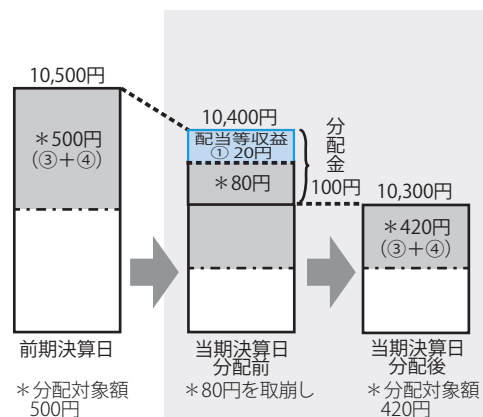 10,500円
＊500円
（③＋④）
前期決算日
＊分配対象額
500円
10,400円
配当等収益
① 20円
＊80円
分配金
100円
当期決算日
分配前
＊80円を取崩し
10,300円
＊420円
（③＋④）
当期決算日
分配後
＊分配対象額
420円